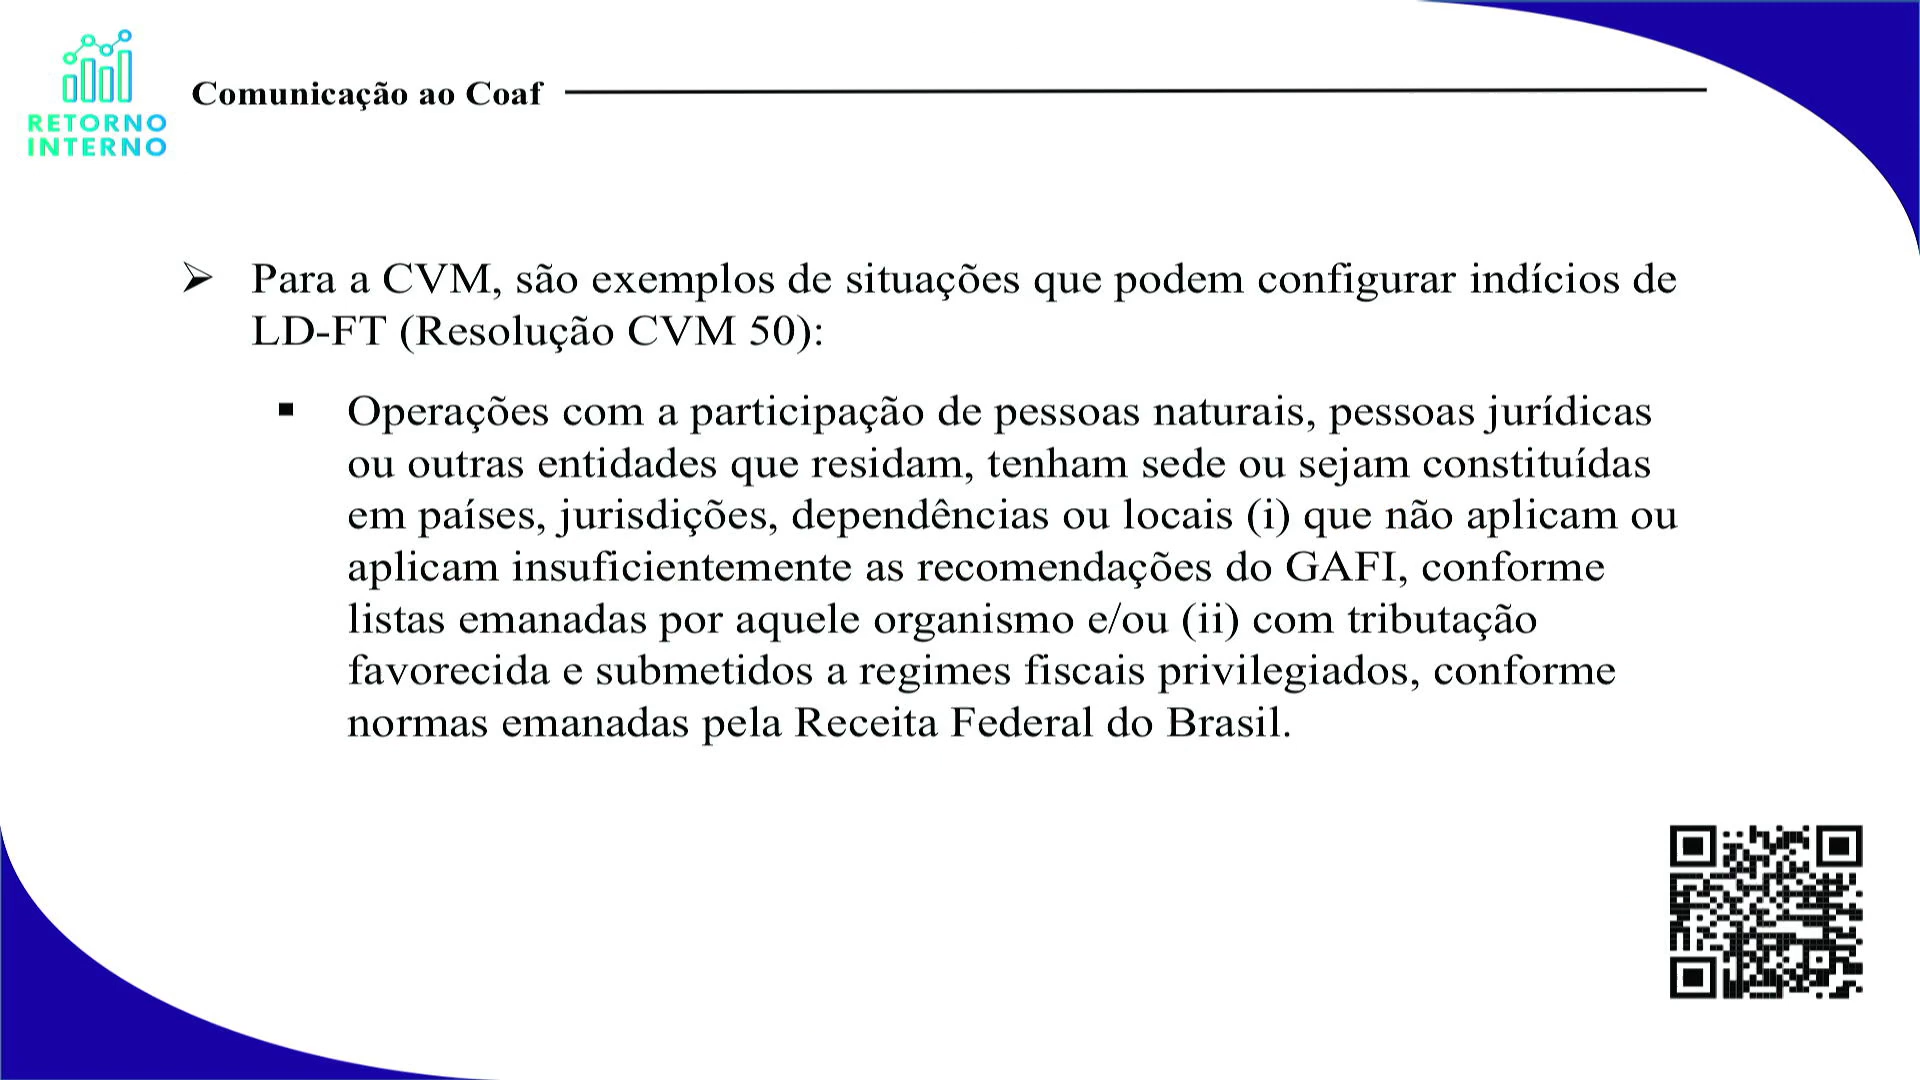 RETORNO
INTERNO
Comunicação ao Coaf
Para a CVM, são exemplos de situações que podem configurar indícios de
LD-FT (Resolução CVM 50):
Operações com a participação de pessoas naturais, pessoas jurídicas
ou outras entidades que residam, tenham sede ou sejam constituídas
em países, jurisdições, dependências ou locais (i) que não aplicam ou
aplicam insuficientemente as recomendações do GAFI, conforme
listas emanadas por aquele organismo e/ou (ii) com tributação
favorecida e submetidos a regimes fiscais privilegiados, conforme
normas emanadas pela Receita Federal do Brasil.